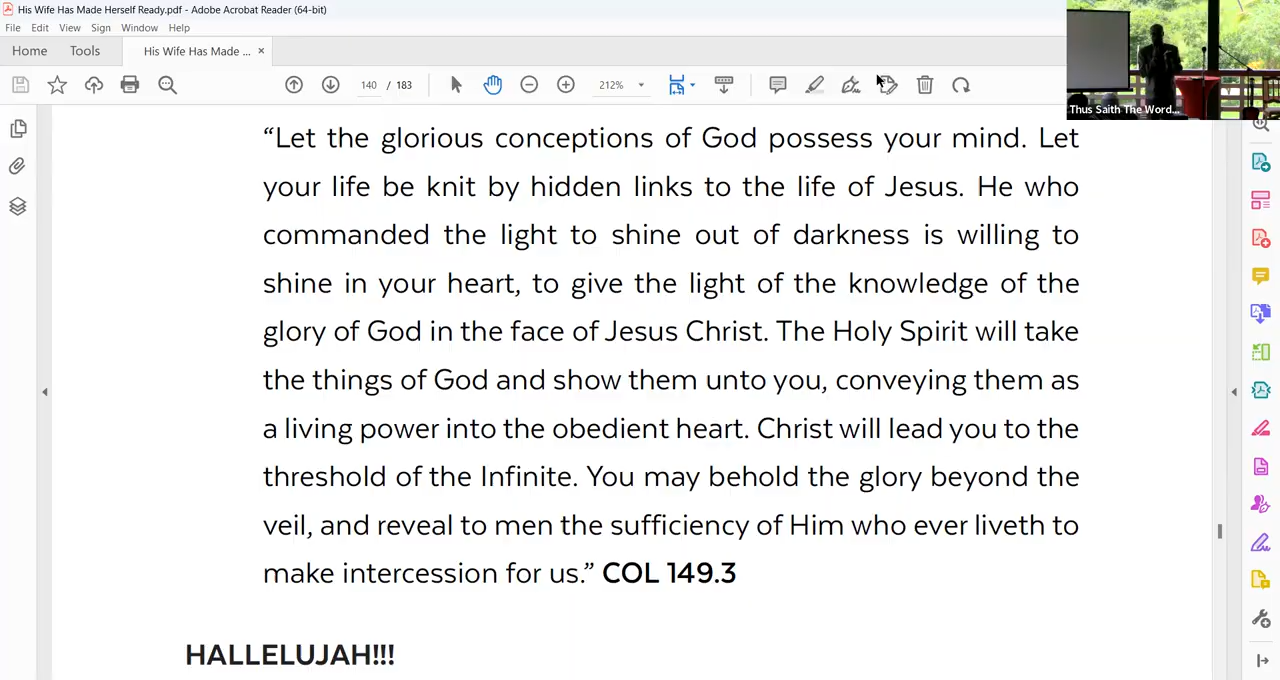 His Wife Has Made Herself Ready.pdf - Adobe Acrobat Reader (64-bit)
File Edit View Sign Window Help
Home Tools His Wife Has Made ... ×
140 / 183 212%
Thus Saith The Word...
“Let the glorious conceptions of God possess your mind. Let
your life be knit by hidden links to the life of Jesus. He who
commanded the light to shine out of darkness is willing to
shine in your heart, to give the light of the knowledge of the
glory of God in the face of Jesus Christ. The Holy Spirit will take
the things of God and show them unto you, conveying them as
a living power into the obedient heart. Christ will lead you to the
threshold of the Infinite. You may behold the glory beyond the
veil, and reveal to men the sufficiency of Him who ever liveth to
make intercession for us.” COL 149.3
HALLELUJAH!!!